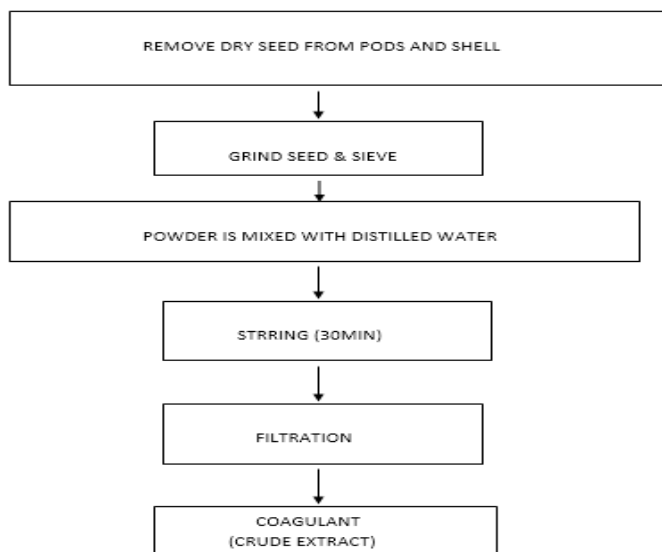 REMOVE DRY SEED FROM PODS AND SHELL
GRIND SEED & SIEVE
POWDER IS MIXED WITH DISTILLED WATER
STRRING (30MIN)
FILTRATION
COAGULANT
(CRUDE EXTRACT)